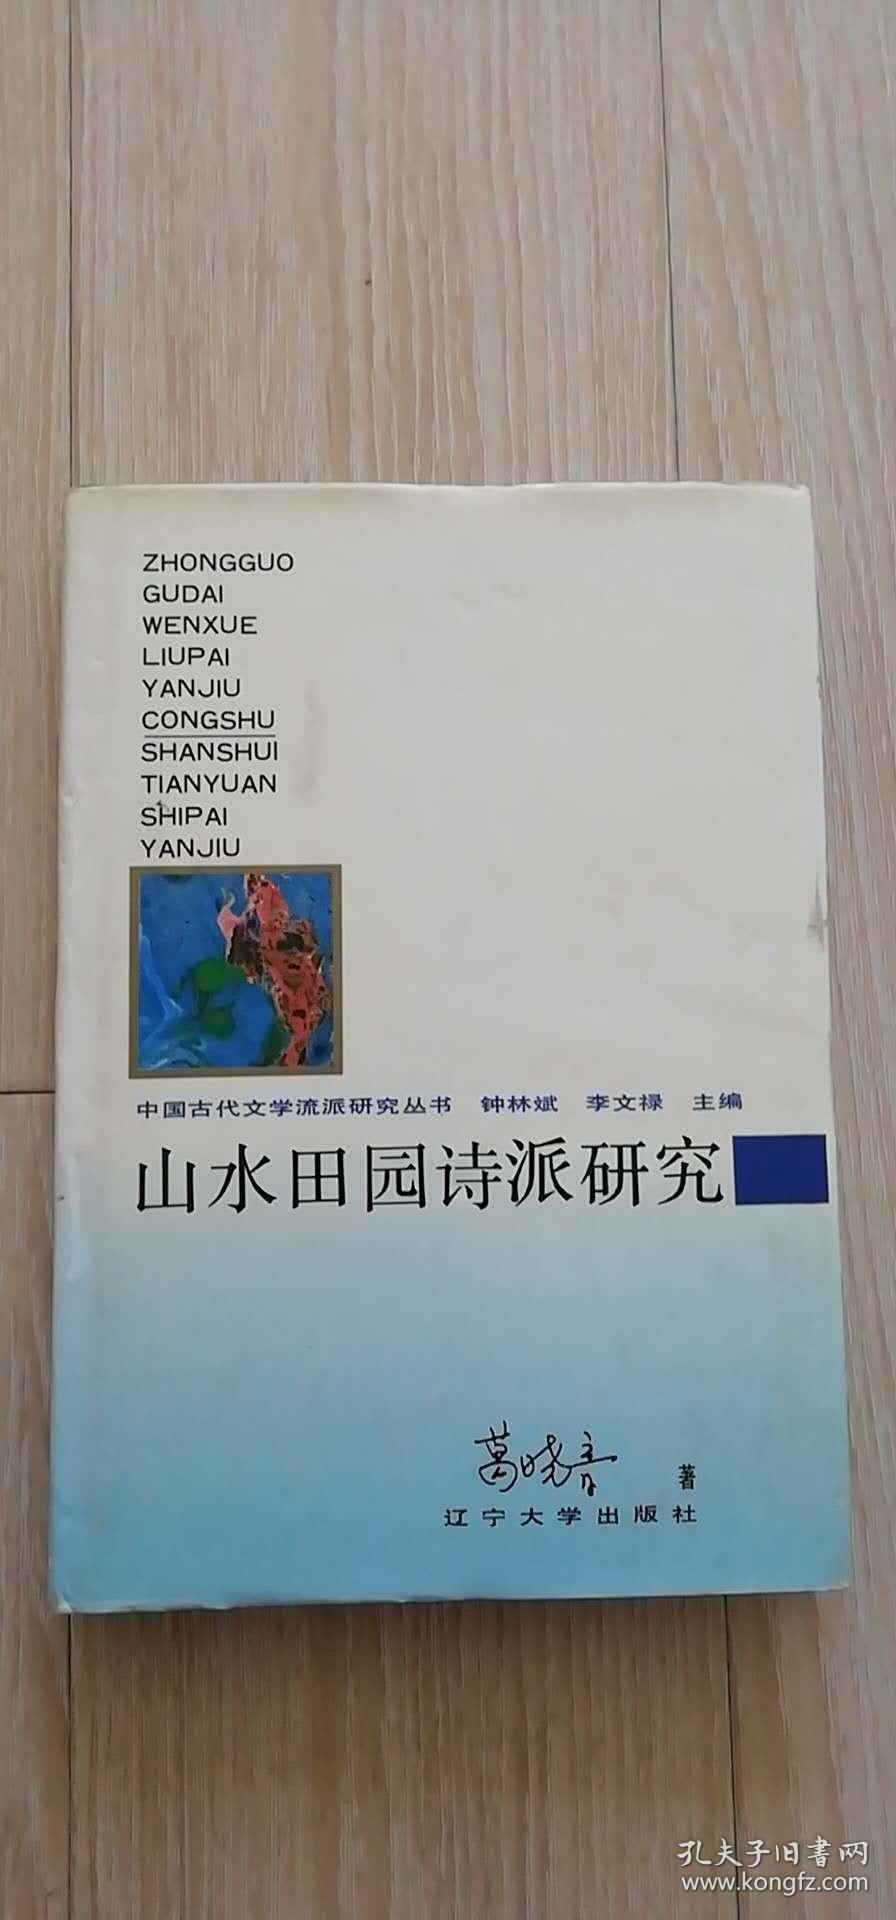 ZHONGGUO
GUDAI
WENXUE
LIUPAI
YANJIU
CONGSHU
SHANSHUI
TIANYUAN
SHIPAI
YANJIU
中国古代文学流派研究丛书 钟林斌 李文禄 主编
山水田园诗派研究
葛晓音 著
辽宁大学出版社
孔夫子旧书网
www.kongfz.com